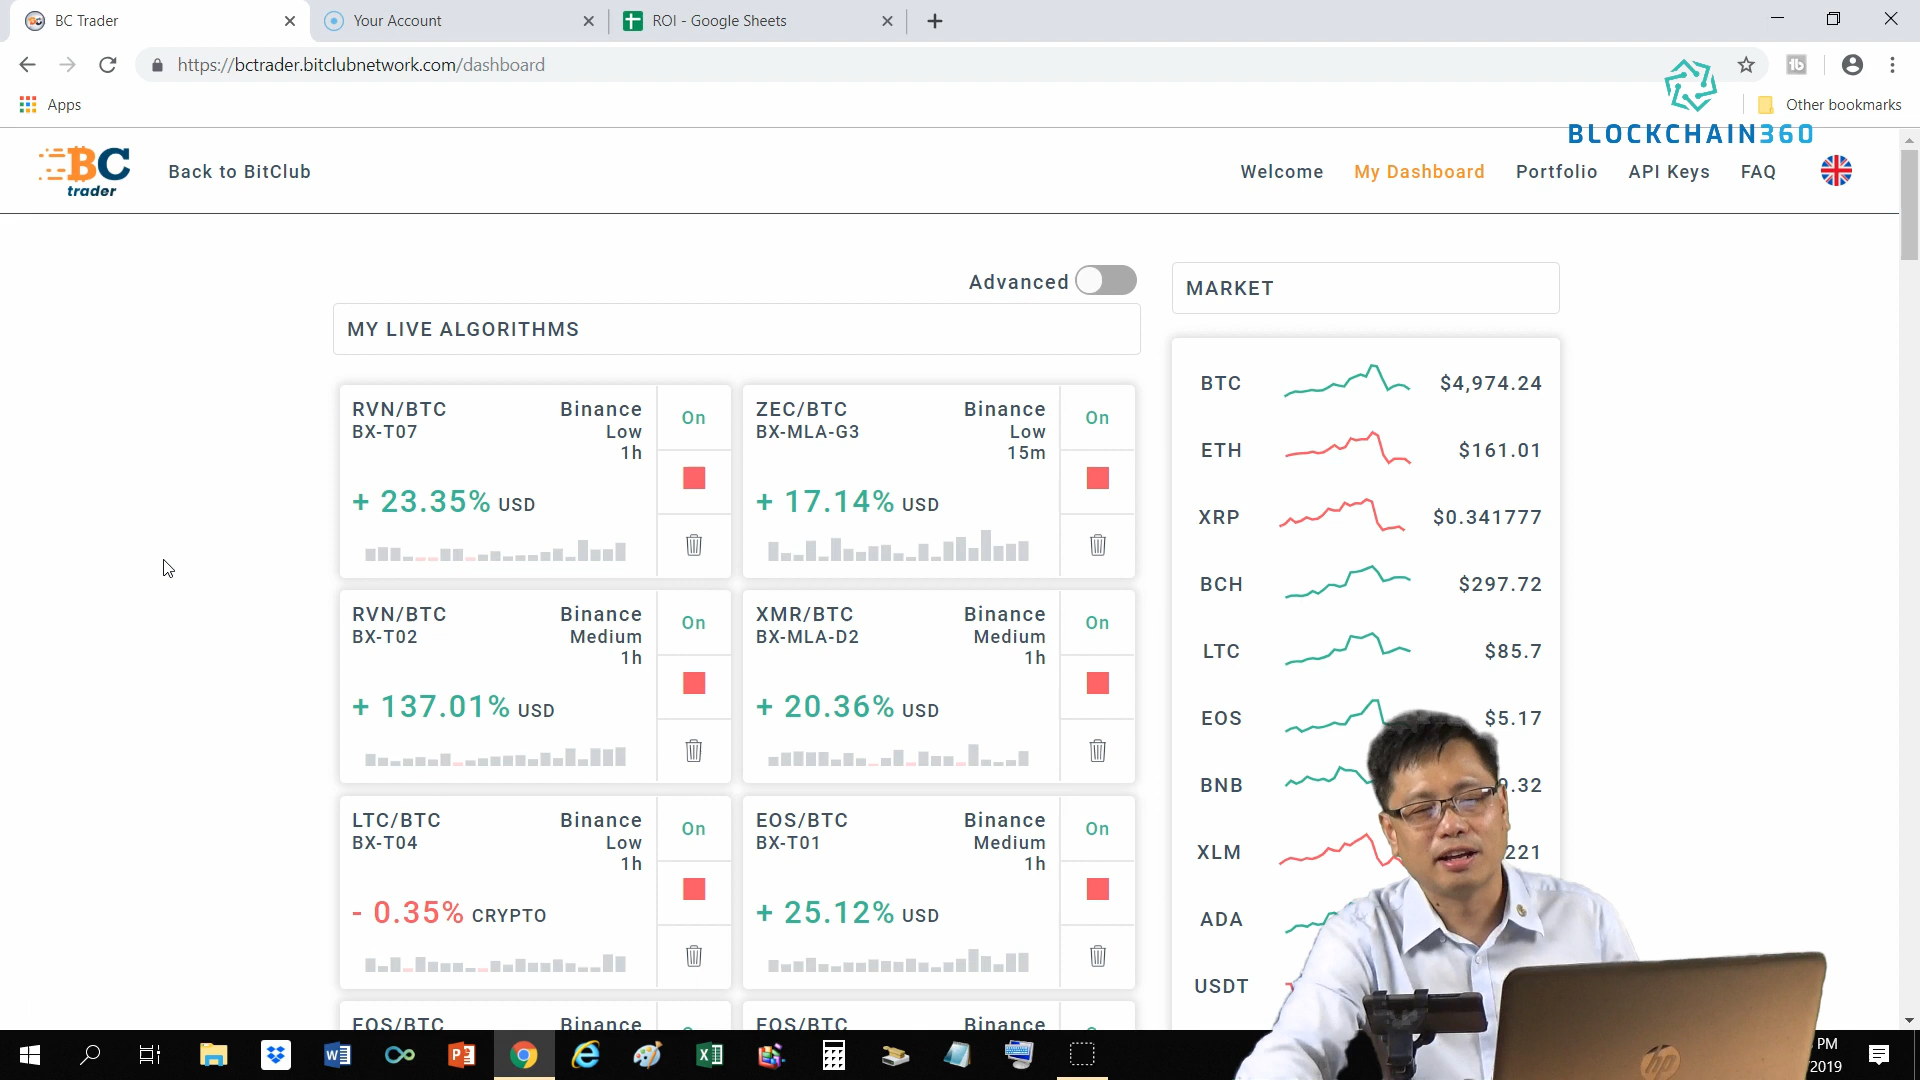 BC Trader
Your Account
ROI - Google Sheets
https://bctrader.bitclubnetwork.com/dashboard
Apps
Other bookmarks
BLOCKCHAIN360
BC
trader
Back to BitClub
Welcome
My Dashboard
Portfolio
API Keys
FAQ
Advanced
MARKET
MY LIVE ALGORITHMS
RVN/BTC
BX-T07
Binance
Low
1h
+ 23.35% USD
On
ZEC/BTC
BX-MLA-G3
Binance
Low
15m
+ 17.14% USD
On
RVN/BTC
BX-T02
Binance
Medium
1h
+ 137.01% USD
On
XMR/BTC
BX-MLA-D2
Binance
Medium
1h
+ 20.36% USD
On
LTC/BTC
BX-T04
Binance
Low
1h
- 0.35% CRYPTO
On
EOS/BTC
BX-T01
Binance
Medium
1h
+ 25.12% USD
On
EOS/BTC
Binance
EOS/BTC
Binance
BTC $4,974.24
ETH $161.01
XRP $0.341777
BCH $297.72
LTC $85.7
EOS $5.17
BNB .32
XLM 221
ADA
USDT
PM
/2019
hp